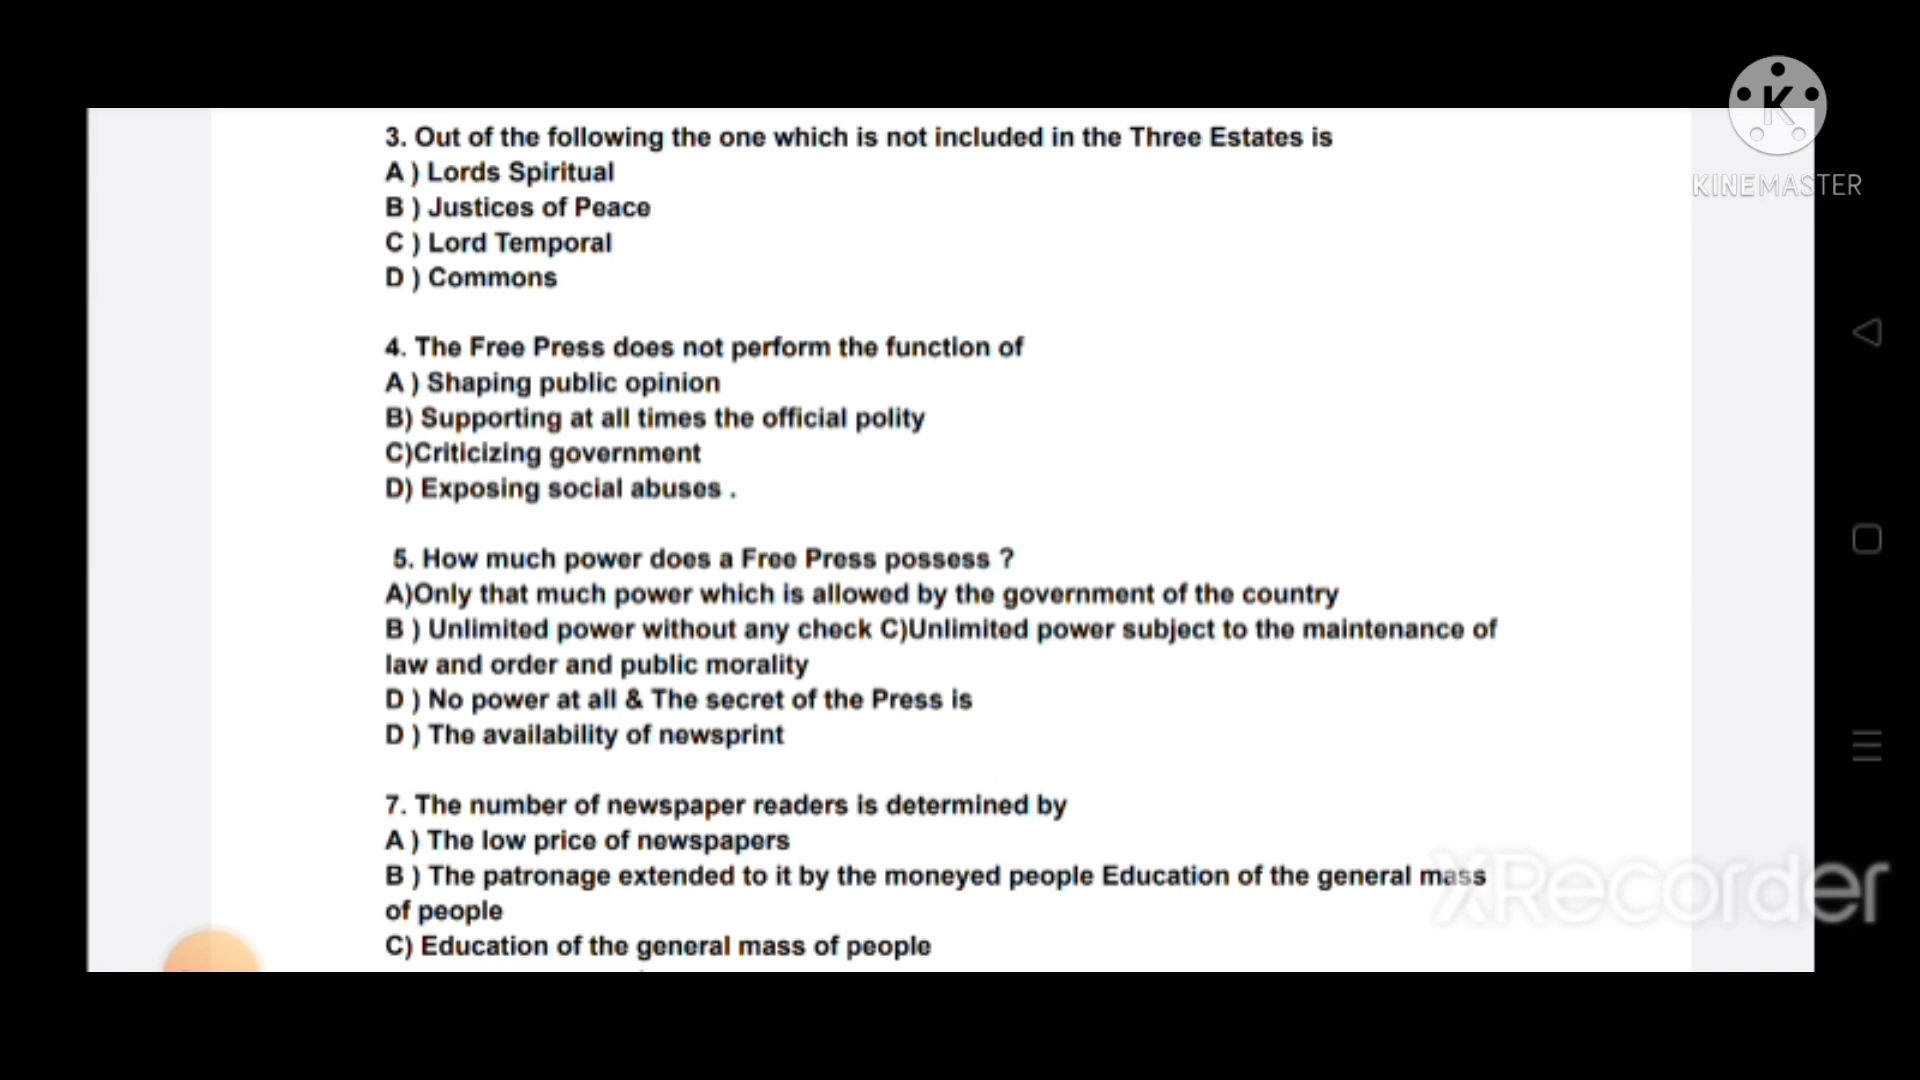 K
KINEMASTER
3. Out of the following the one which is not included in the Three Estates is
A ) Lords Spiritual
B ) Justices of Peace
C ) Lord Temporal
D ) Commons
4. The Free Press does not perform the function of
A ) Shaping public opinion
B) Supporting at all times the official polity
C)Criticizing government
D) Exposing social abuses .
5. How much power does a Free Press possess ?
A)Only that much power which is allowed by the government of the country
B ) Unlimited power without any check C)Unlimited power subject to the maintenance of
law and order and public morality
D ) No power at all & The secret of the Press is
D ) The availability of newsprint
7. The number of newspaper readers is determined by
A ) The low price of newspapers
B ) The patronage extended to it by the moneyed people Education of the general mass
of people
C) Education of the general mass of people
XRecorder